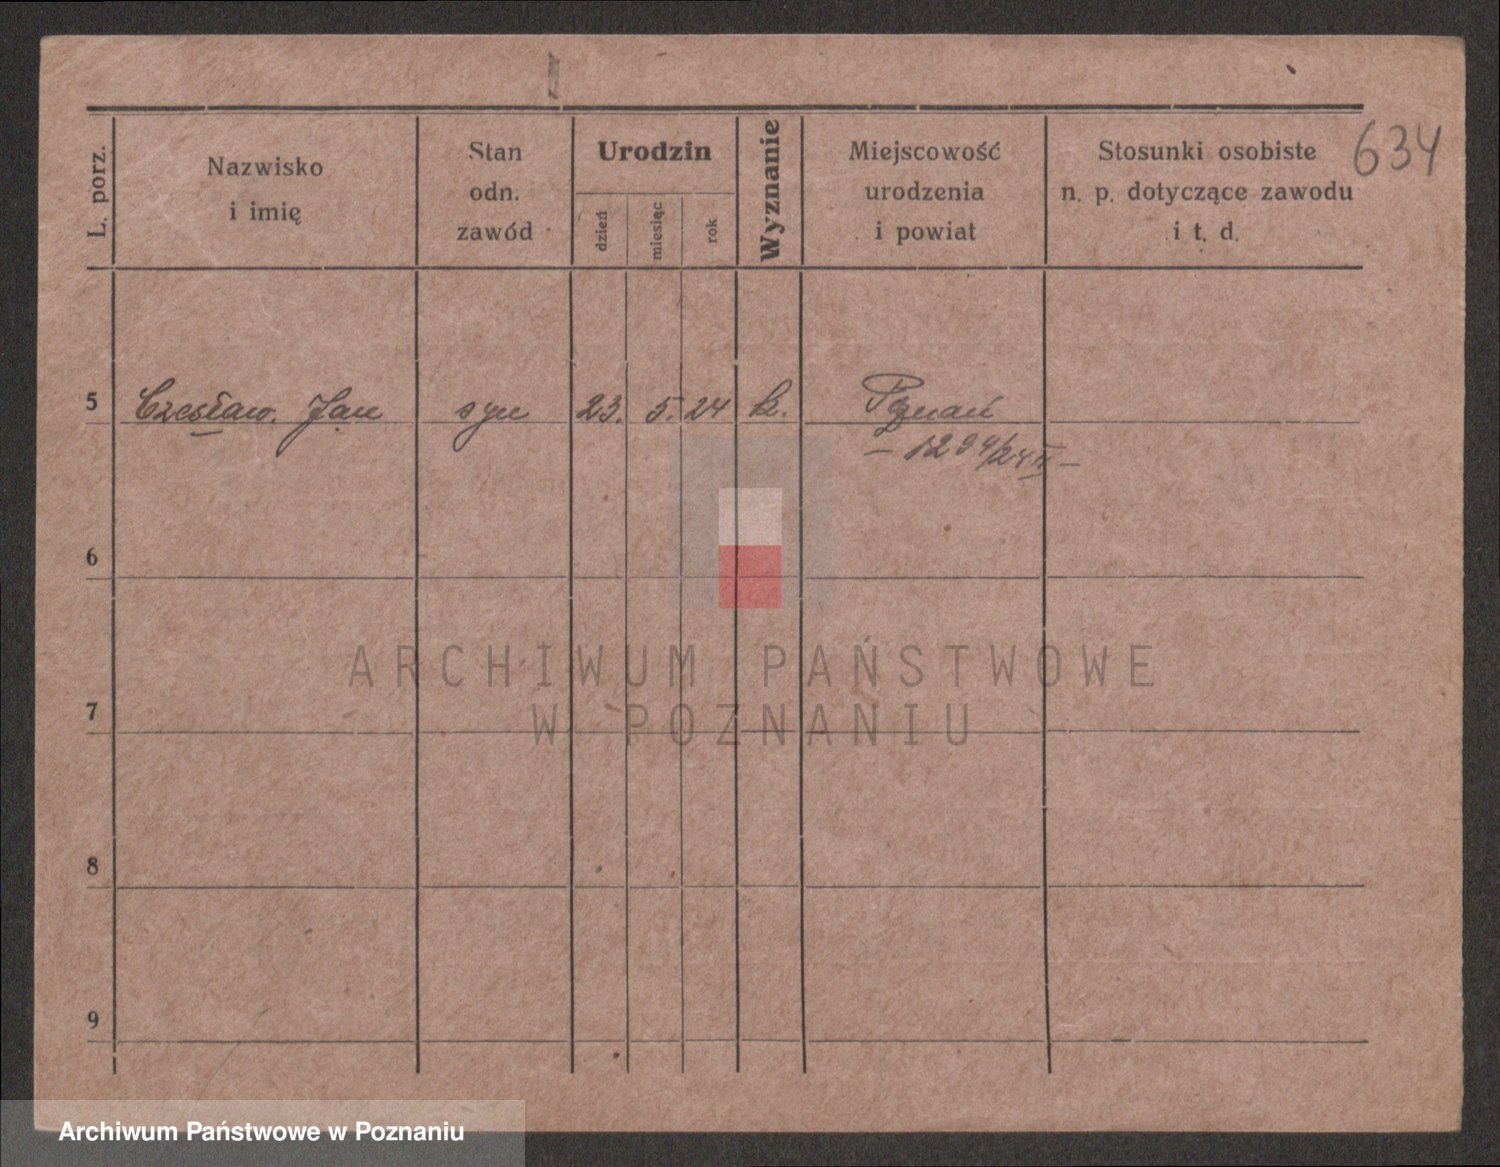 634
L. porz.
Nazwisko
i imię
Stan
odn.
zawód
Urodzin
dzień
miesiąc
rok
Wyznanie
Miejscowość
urodzenia
i powiat
Stosunki osobiste
n. p. dotyczące zawodu
i t. d.
5 Czesław. Jan syn 23. 5. 24 k. Poznań
– 1294/24 II –
6
ARCHIWUM PAŃSTWOWE
W POZNANIU
7
8
9
Archiwum Państwowe w Poznaniu